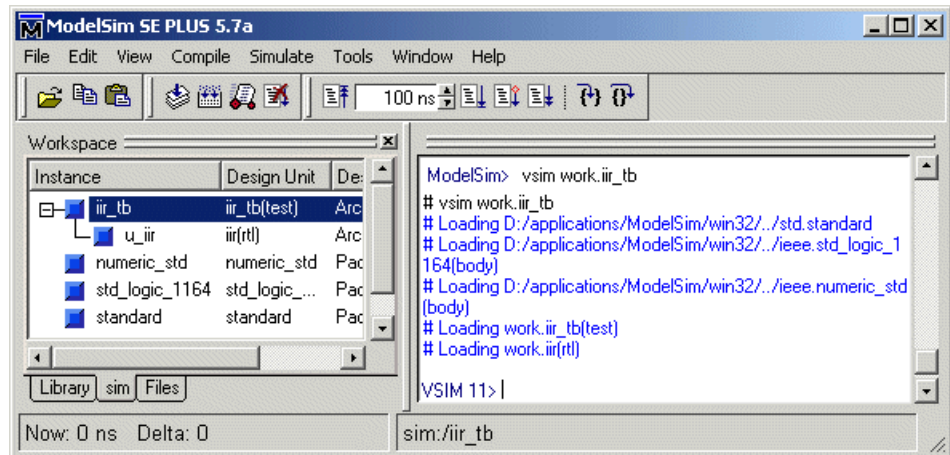 ModelSim SE PLUS 5.7a
File Edit View Compile Simulate Tools Window Help
100 ns
Workspace
Instance Design Unit De:
iir_tb iir_tb(test) Arc
u_iir iir(rtl) Arc
numeric_std numeric_std Pac
std_logic_1164 std_logic_... Pac
standard standard Pac
Library sim Files
ModelSim> vsim work.iir_tb
# vsim work.iir_tb
# Loading D:/applications/ModelSim/win32/../std.standard
# Loading D:/applications/ModelSim/win32/../ieee.std_logic_1
164(body)
# Loading D:/applications/ModelSim/win32/../ieee.numeric_std
(body)
# Loading work.iir_tb(test)
# Loading work.iir(rtl)
VSIM 11>
Now: 0 ns Delta: 0
sim:/iir_tb